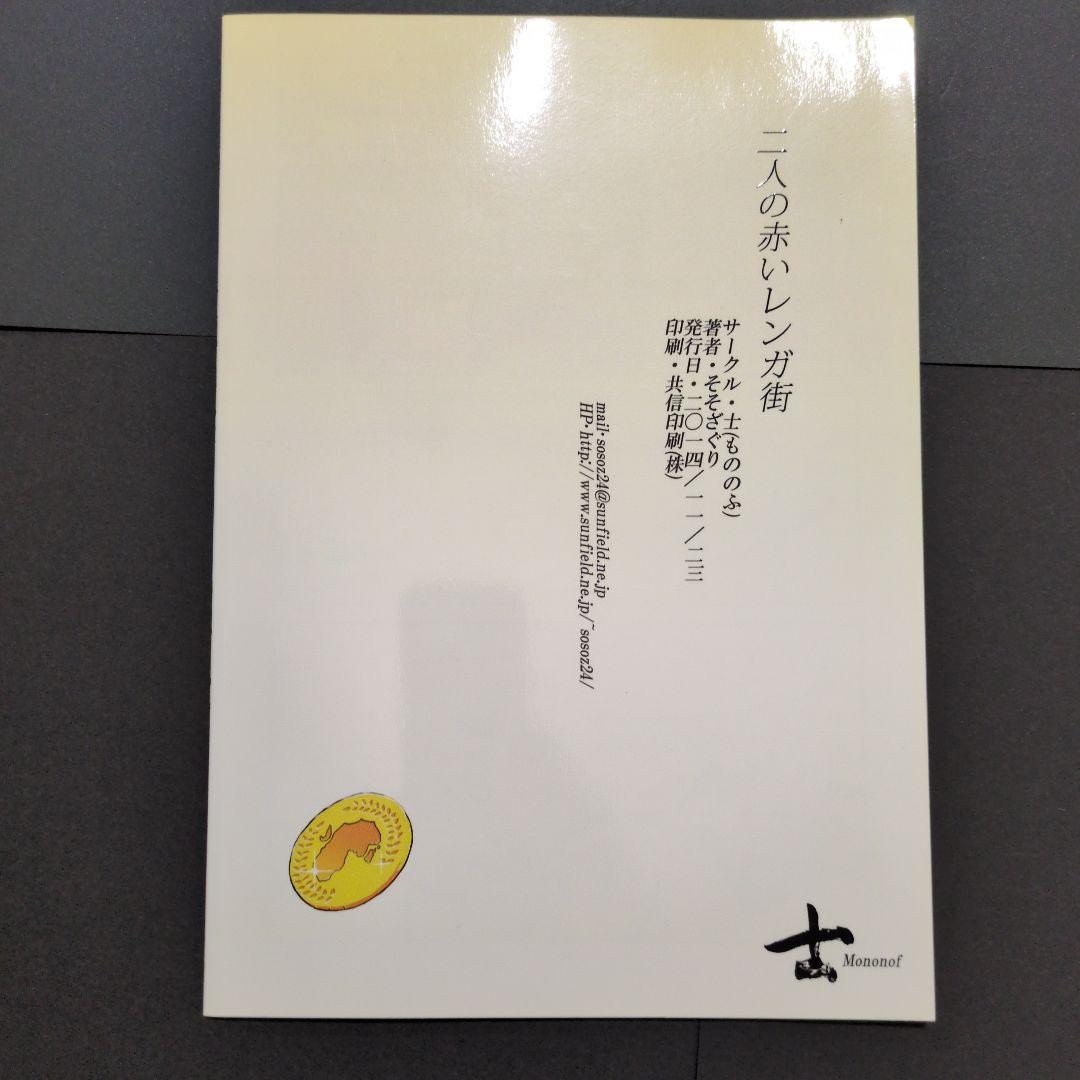 二人の赤いレンガ街
サークル・士(もののふ)
著者・そそざぐり
発行日・二〇一四/一一/二三
印刷・共信印刷(株)
mail・sosoz24@sunfield.ne.jp
HP・http://www.sunfield.ne.jp/~sosoz24/
士
Mononof